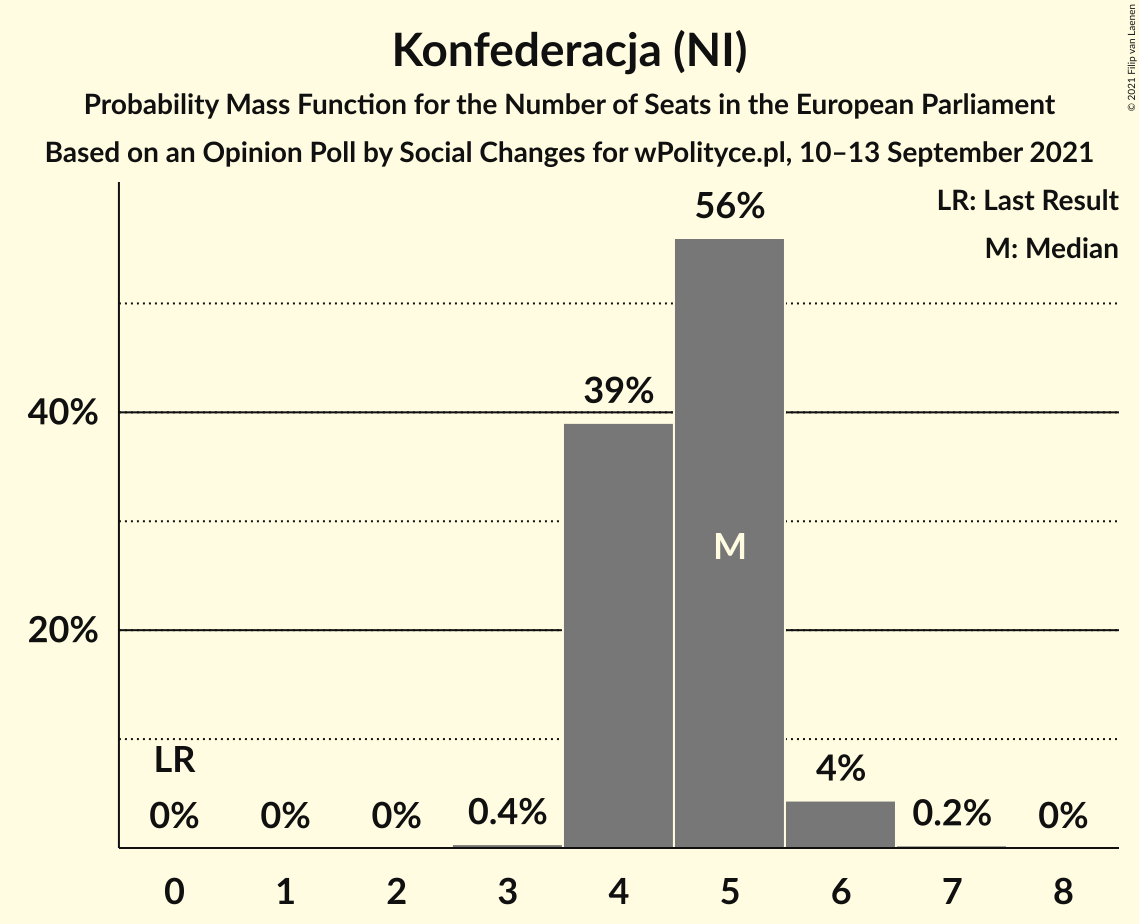 Konfederacja (NI)
Probability Mass Function for the Number of Seats in the European Parliament
Based on an Opinion Poll by Social Changes for wPolityce.pl, 10–13 September 2021
© 2021 Filip van Laenen
LR: Last Result
M: Median
56%
39%
40%
M
20%
LR
4%
0% 0% 0% 0.4% 0.2% 0%
0 1 2 3 4 5 6 7 8